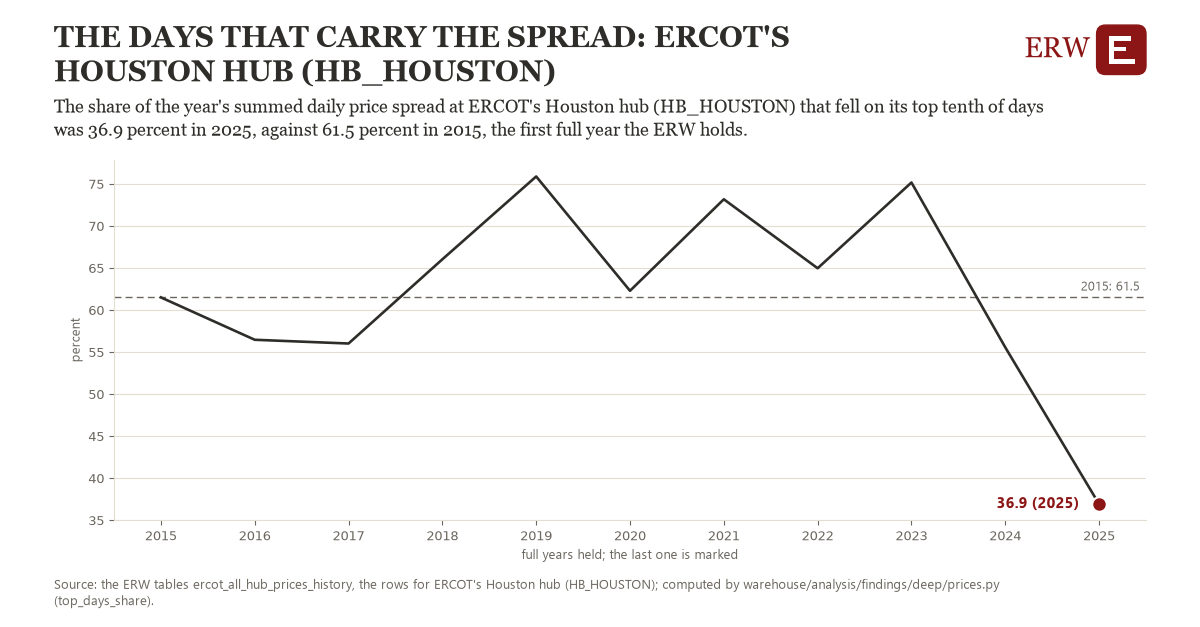 THE DAYS THAT CARRY THE SPREAD: ERCOT'S
HOUSTON HUB (HB_HOUSTON)
ERW E
The share of the year's summed daily price spread at ERCOT's Houston hub (HB_HOUSTON) that fell on its top tenth of days
was 36.9 percent in 2025, against 61.5 percent in 2015, the first full year the ERW holds.
75
70
65
60
55
50
45
40
35
percent
2015: 61.5
36.9 (2025)
2015 2016 2017 2018 2019 2020 2021 2022 2023 2024 2025
full years held; the last one is marked
Source: the ERW tables ercot_all_hub_prices_history, the rows for ERCOT's Houston hub (HB_HOUSTON); computed by warehouse/analysis/findings/deep/prices.py
(top_days_share).